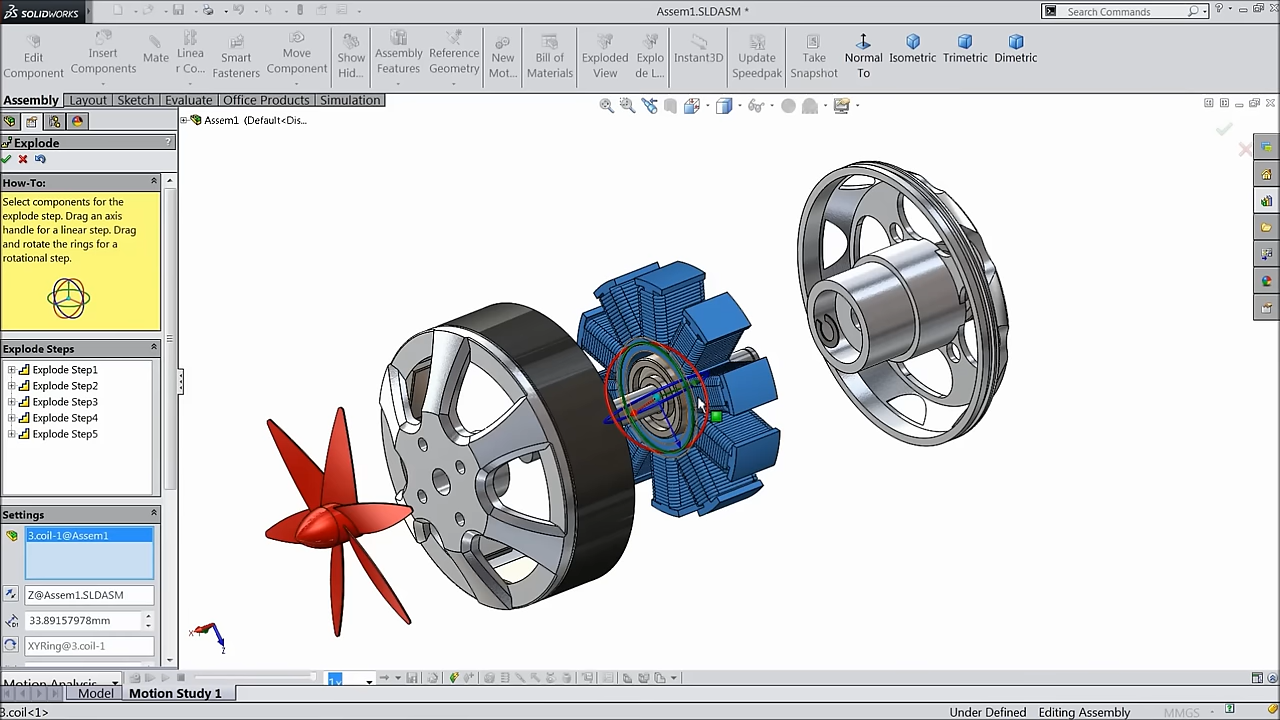 SOLIDWORKS
Assem1.SLDASM *
Search Commands
Edit Component
Insert Components
Mate
Linea r Co...
Smart Fasteners
Move Component
Show Hid...
Assembly Features
Reference Geometry
New Mot...
Bill of Materials
Exploded View
Explo de L...
Instant3D
Update Speedpak
Take Snapshot
Normal To
Isometric
Trimetric
Dimetric
Assembly
Layout
Sketch
Evaluate
Office Products
Simulation
Assem1 (Default<Dis...
Explode
?
How-To:
Select components for the
explode step. Drag an axis
handle for a linear step. Drag
and rotate the rings for a
rotational step.
Explode Steps
Explode Step1
Explode Step2
Explode Step3
Explode Step4
Explode Step5
Settings
3.coil-1@Assem1
Z@Assem1.SLDASM
33.89157978mm
XYRing@3.coil-1
X
Z
Motion Analysis
1x
Model
Motion Study 1
3.coil<1>
Under Defined
Editing Assembly
MMGS